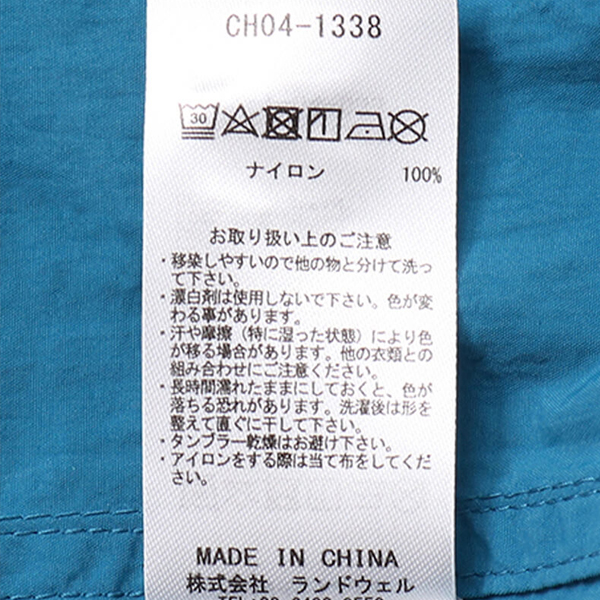 CH04-1338
30
ナイロン 100%
お取り扱い上のご注意
・移染しやすいので他の物と分けて洗っ
て下さい。
・漂白剤は使用しないで下さい。色が変
わる事があります。
・汗や摩擦（特に湿った状態）により色
が移る場合があります。他の衣類との
組み合わせにご注意ください。
・長時間濡れたままにしておくと、色が
落ちる恐れがあります。洗濯後は形を
整えて直ぐに干して下さい。
・タンブラー乾燥はお避け下さい。
・アイロンをする際は当て布をしてくだ
さい。
MADE IN CHINA
株式会社 ランドウェル